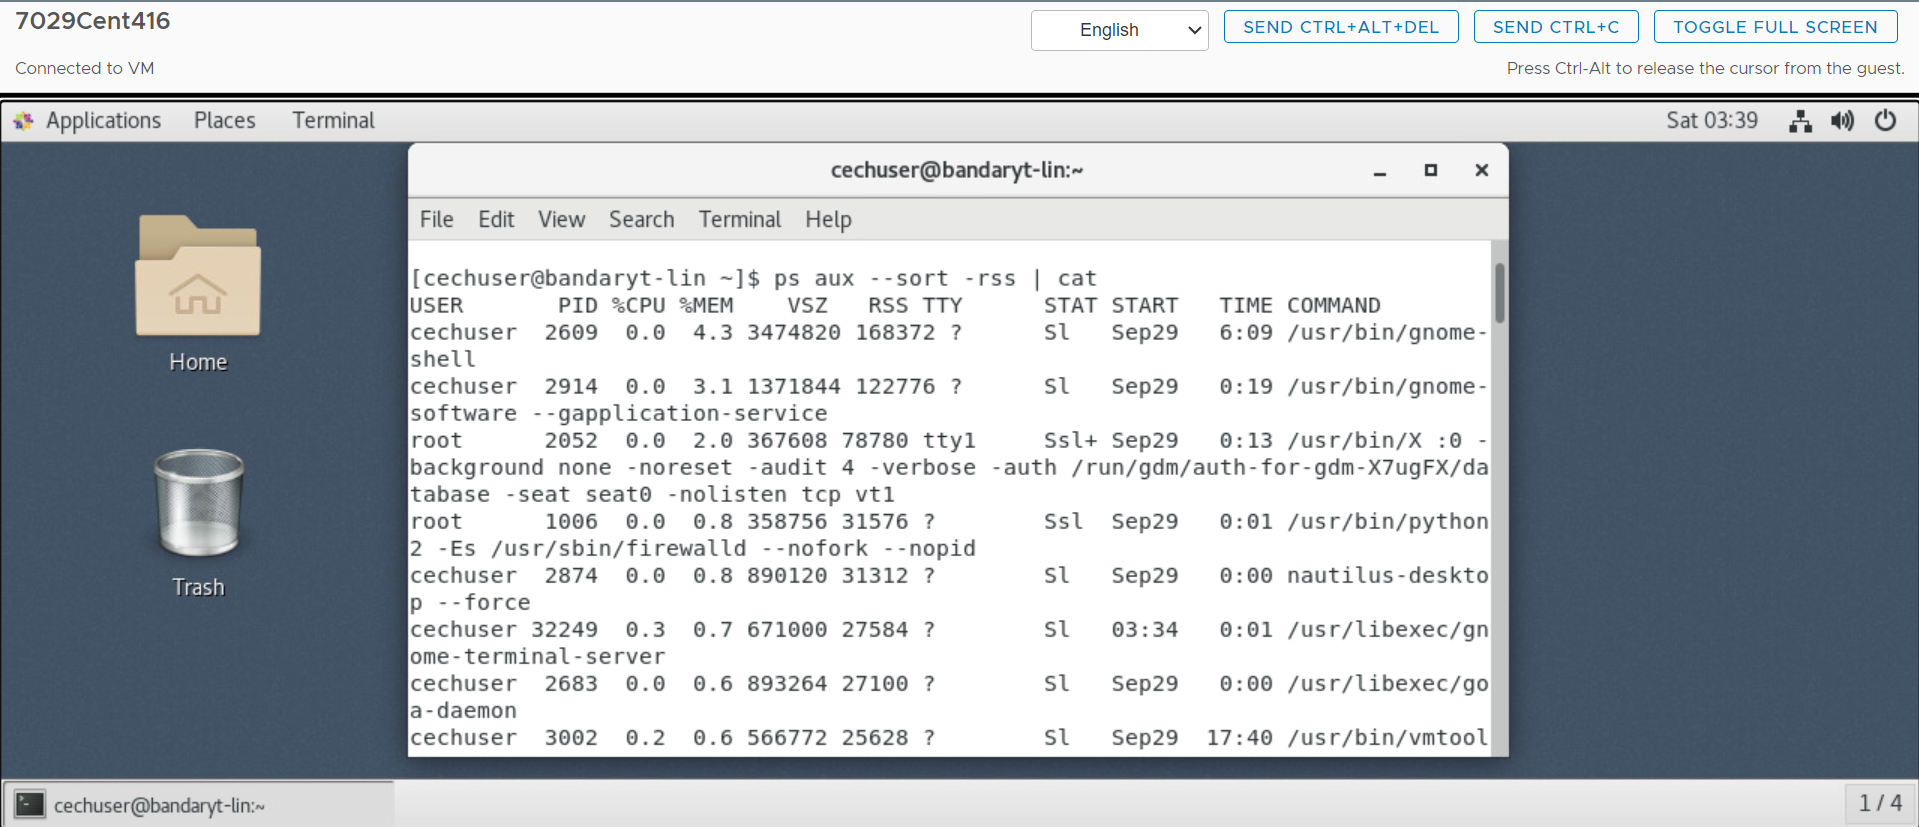 7029Cent416
English
SEND CTRL+ALT+DEL
SEND CTRL+C
TOGGLE FULL SCREEN
Connected to VM
Press Ctrl-Alt to release the cursor from the guest.
Applications Places Terminal
Sat 03:39
cechuser@bandaryt-lin:~
File Edit View Search Terminal Help
[cechuser@bandaryt-lin ~]$ ps aux --sort -rss | cat
USER       PID %CPU %MEM    VSZ   RSS TTY      STAT START   TIME COMMAND
cechuser  2609  0.0  4.3 3474820 168372 ?      Sl   Sep29   6:09 /usr/bin/gnome-
shell
cechuser  2914  0.0  3.1 1371844 122776 ?      Sl   Sep29   0:19 /usr/bin/gnome-
software --gapplication-service
root      2052  0.0  2.0 367608 78780 tty1     Ssl+ Sep29   0:13 /usr/bin/X :0 -
background none -noreset -audit 4 -verbose -auth /run/gdm/auth-for-gdm-X7ugFX/da
tabase -seat seat0 -nolisten tcp vt1
root      1006  0.0  0.8 358756 31576 ?        Ssl  Sep29   0:01 /usr/bin/python
2 -Es /usr/sbin/firewalld --nofork --nopid
cechuser  2874  0.0  0.8 890120 31312 ?        Sl   Sep29   0:00 nautilus-deskto
p --force
cechuser 32249  0.3  0.7 671000 27584 ?        Sl   03:34   0:01 /usr/libexec/gn
ome-terminal-server
cechuser  2683  0.0  0.6 893264 27100 ?        Sl   Sep29   0:00 /usr/libexec/go
a-daemon
cechuser  3002  0.2  0.6 566772 25628 ?        Sl   Sep29  17:40 /usr/bin/vmtool
Home
Trash
cechuser@bandaryt-lin:~
1 / 4